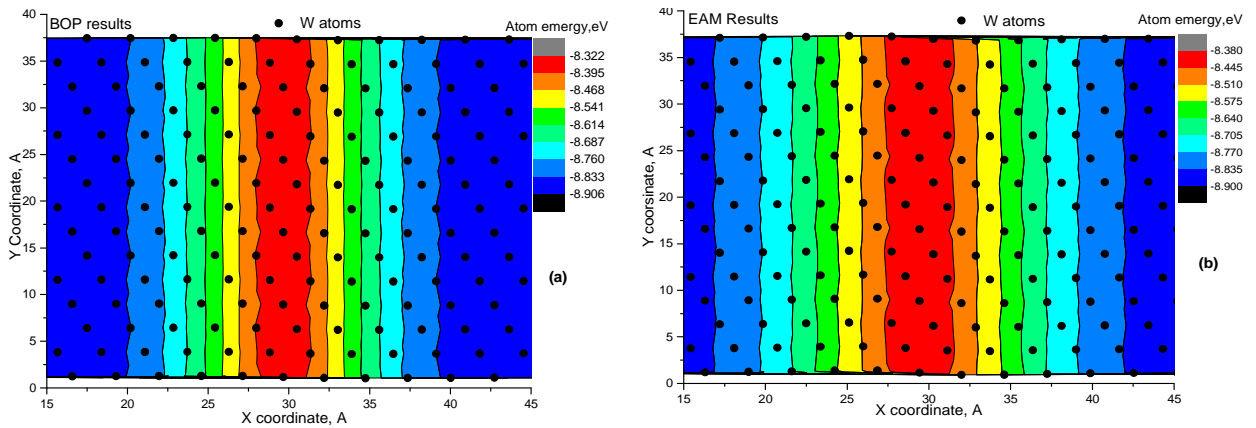 BOP results
W atoms
Atom emergy, eV
40
35
30
25
20
15
10
5
0
Y Coordinate, A
-8.322
-8.395
-8.468
-8.541
-8.614
-8.687
-8.760
-8.833
-8.906
(a)
15 20 25 30 35 40 45
X coordinate, A
EAM Results
W atoms
Atom emergy,eV
40
35
30
25
20
15
10
5
0
Y coorsinate, A
-8.380
-8.445
-8.510
-8.575
-8.640
-8.705
-8.770
-8.835
-8.900
(b)
15 20 25 30 35 40 45
X coordinate, A